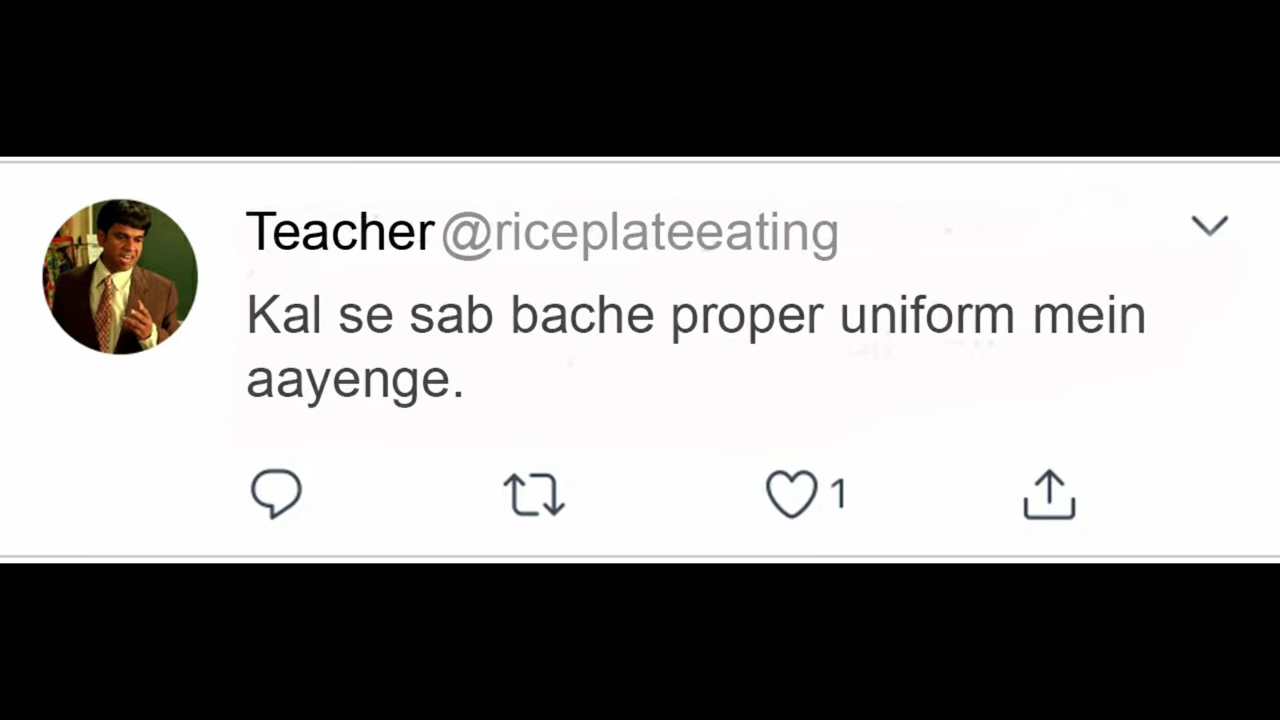 Teacher @riceplateeating
Kal se sab bache proper uniform mein
aayenge.
1